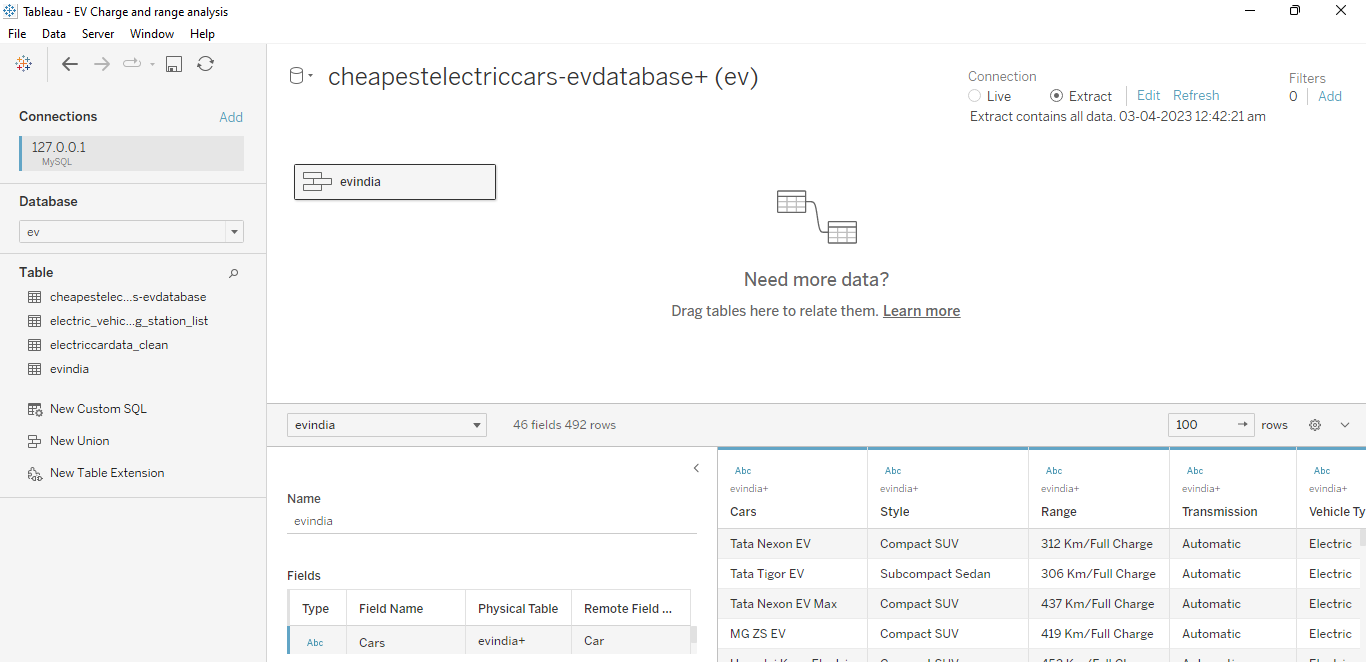 Tableau - EV Charge and range analysis
File Data Server Window Help
Connections Add
127.0.0.1
MySQL
Database
ev
Table
cheapestelec...s-evdatabase
electric_vehic...g_station_list
electriccardata_clean
evindia
New Custom SQL
New Union
New Table Extension
cheapestelectriccars-evdatabase+ (ev)
Connection
Live Extract Edit Refresh
Extract contains all data. 03-04-2023 12:42:21 am
Filters
0 Add
evindia
Need more data?
Drag tables here to relate them. Learn more
evindia 46 fields 492 rows 100 rows
Name
evindia
Fields
Type Field Name Physical Table Remote Field ...
Abc Cars evindia+ Car
Abc Abc Abc Abc Abc
evindia+ evindia+ evindia+ evindia+ evindia+
Cars Style Range Transmission Vehicle Ty
Tata Nexon EV Compact SUV 312 Km/Full Charge Automatic Electric
Tata Tigor EV Subcompact Sedan 306 Km/Full Charge Automatic Electric
Tata Nexon EV Max Compact SUV 437 Km/Full Charge Automatic Electric
MG ZS EV Compact SUV 419 Km/Full Charge Automatic Electric